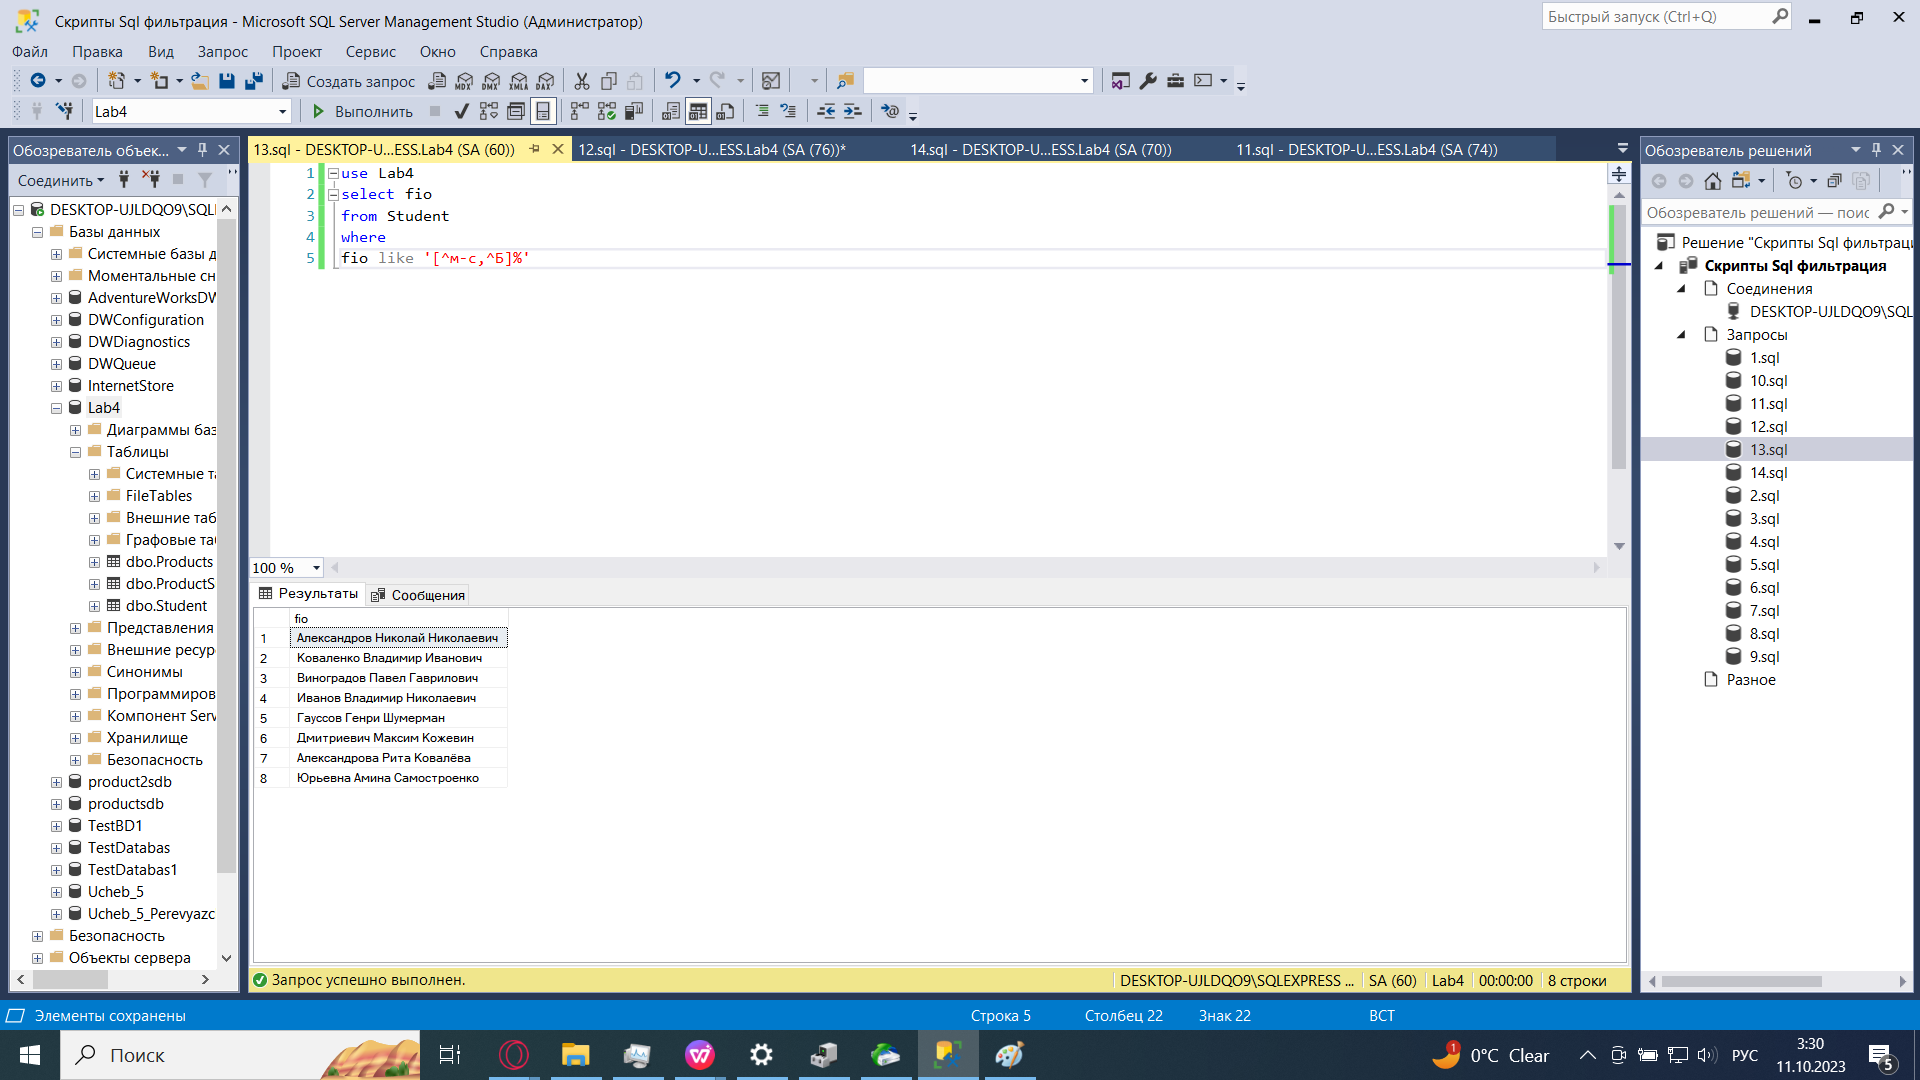 Скрипты Sql фильтрация - Microsoft SQL Server Management Studio (Администратор)
Быстрый запуск (Ctrl+Q)
Файл Правка Вид Запрос Проект Сервис Окно Справка
Создать запрос
MDX DMX XMLA DAX
Lab4
Выполнить
Обозреватель объек...
Соединить
DESKTOP-UJLDQO9\SQLI
Базы данных
Системные базы д
Моментальные сн
AdventureWorksDW
DWConfiguration
DWDiagnostics
DWQueue
InternetStore
Lab4
Диаграммы баз
Таблицы
Системные та
FileTables
Внешние таб
Графовые та
dbo.Products
dbo.ProductS
dbo.Student
Представления
Внешние ресур
Синонимы
Программиров
Компонент Serv
Хранилище
Безопасность
product2sdb
productsdb
TestBD1
TestDatabas
TestDatabas1
Ucheb_5
Ucheb_5_Perevyazc
Безопасность
Объекты сервера
13.sql - DESKTOP-U...ESS.Lab4 (SA (60)) 12.sql - DESKTOP-U...ESS.Lab4 (SA (76))* 14.sql - DESKTOP-U...ESS.Lab4 (SA (70)) 11.sql - DESKTOP-U...ESS.Lab4 (SA (74))
1 use Lab4
2 select fio
3 from Student
4 where
5 fio like '[^м-с,^Б]%'
100 %
Результаты Сообщения
fio
1 Александров Николай Николаевич
2 Коваленко Владимир Иванович
3 Виноградов Павел Гаврилович
4 Иванов Владимир Николаевич
5 Гауссов Генри Шумерман
6 Дмитриевич Максим Кожевин
7 Александрова Рита Ковалёва
8 Юрьевна Амина Самостроенко
Запрос успешно выполнен.
DESKTOP-UJLDQO9\SQLEXPRESS ... SA (60) Lab4 00:00:00 8 строки
Обозреватель решений
Обозреватель решений — поис
Решение "Скрипты Sql фильтраци
Скрипты Sql фильтрация
Соединения
DESKTOP-UJLDQO9\SQL
Запросы
1.sql
10.sql
11.sql
12.sql
13.sql
14.sql
2.sql
3.sql
4.sql
5.sql
6.sql
7.sql
8.sql
9.sql
Разное
Элементы сохранены
Строка 5 Столбец 22 Знак 22 ВСТ
Поиск
1
0°C Clear
РУС
3:30
11.10.2023
5